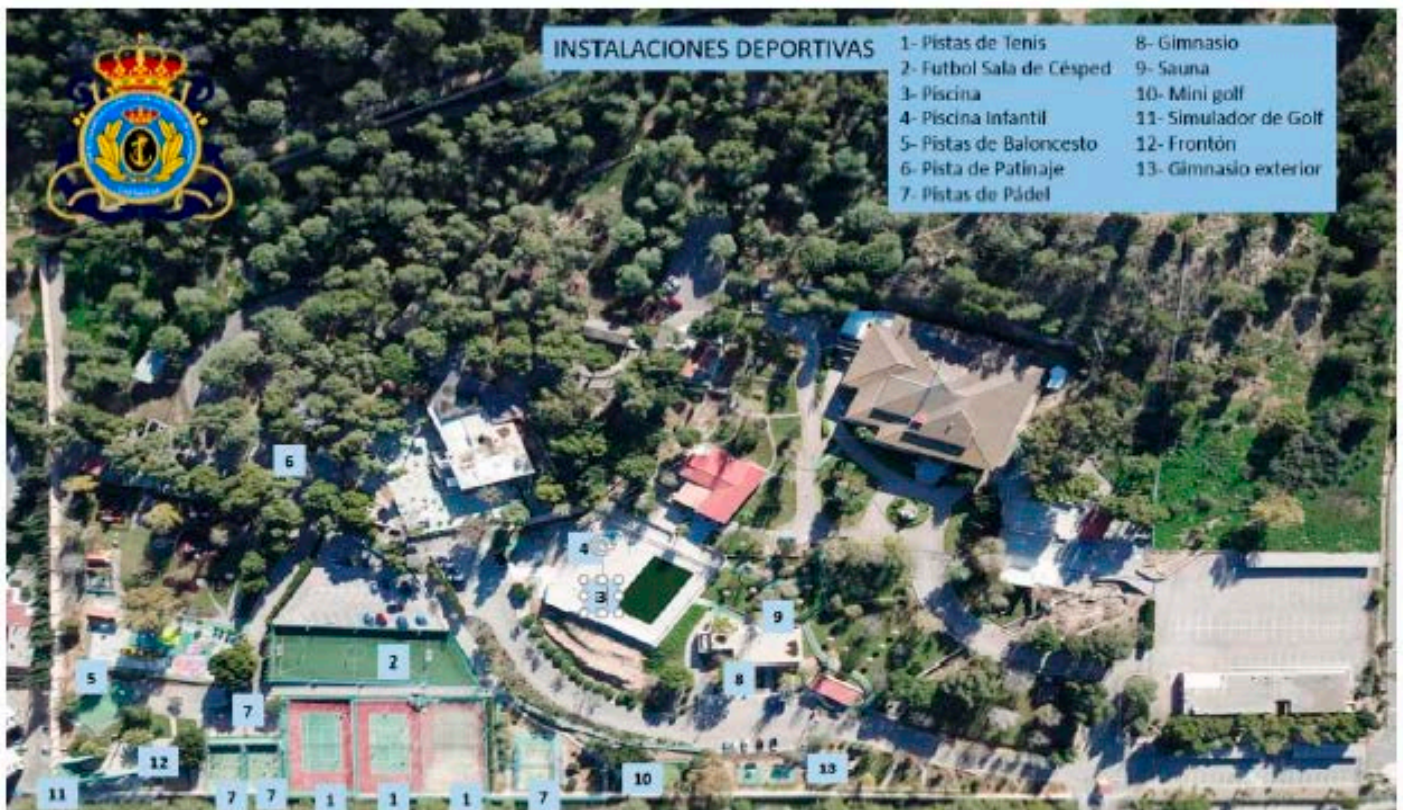 INSTALACIONES DEPORTIVAS
1- Pistas de Tenis
2- Futbol Sala de Césped
3- Piscina
4- Piscina Infantil
5- Pistas de Baloncesto
6- Pista de Patinaje
7- Pistas de Pádel
8- Gimnasio
9- Sauna
10- Mini golf
11- Simulador de Golf
12- Frontón
13- Gimnasio exterior
6
4
3
9
2
5
8
7
12
13
10
11
7
7
1
1
1
7